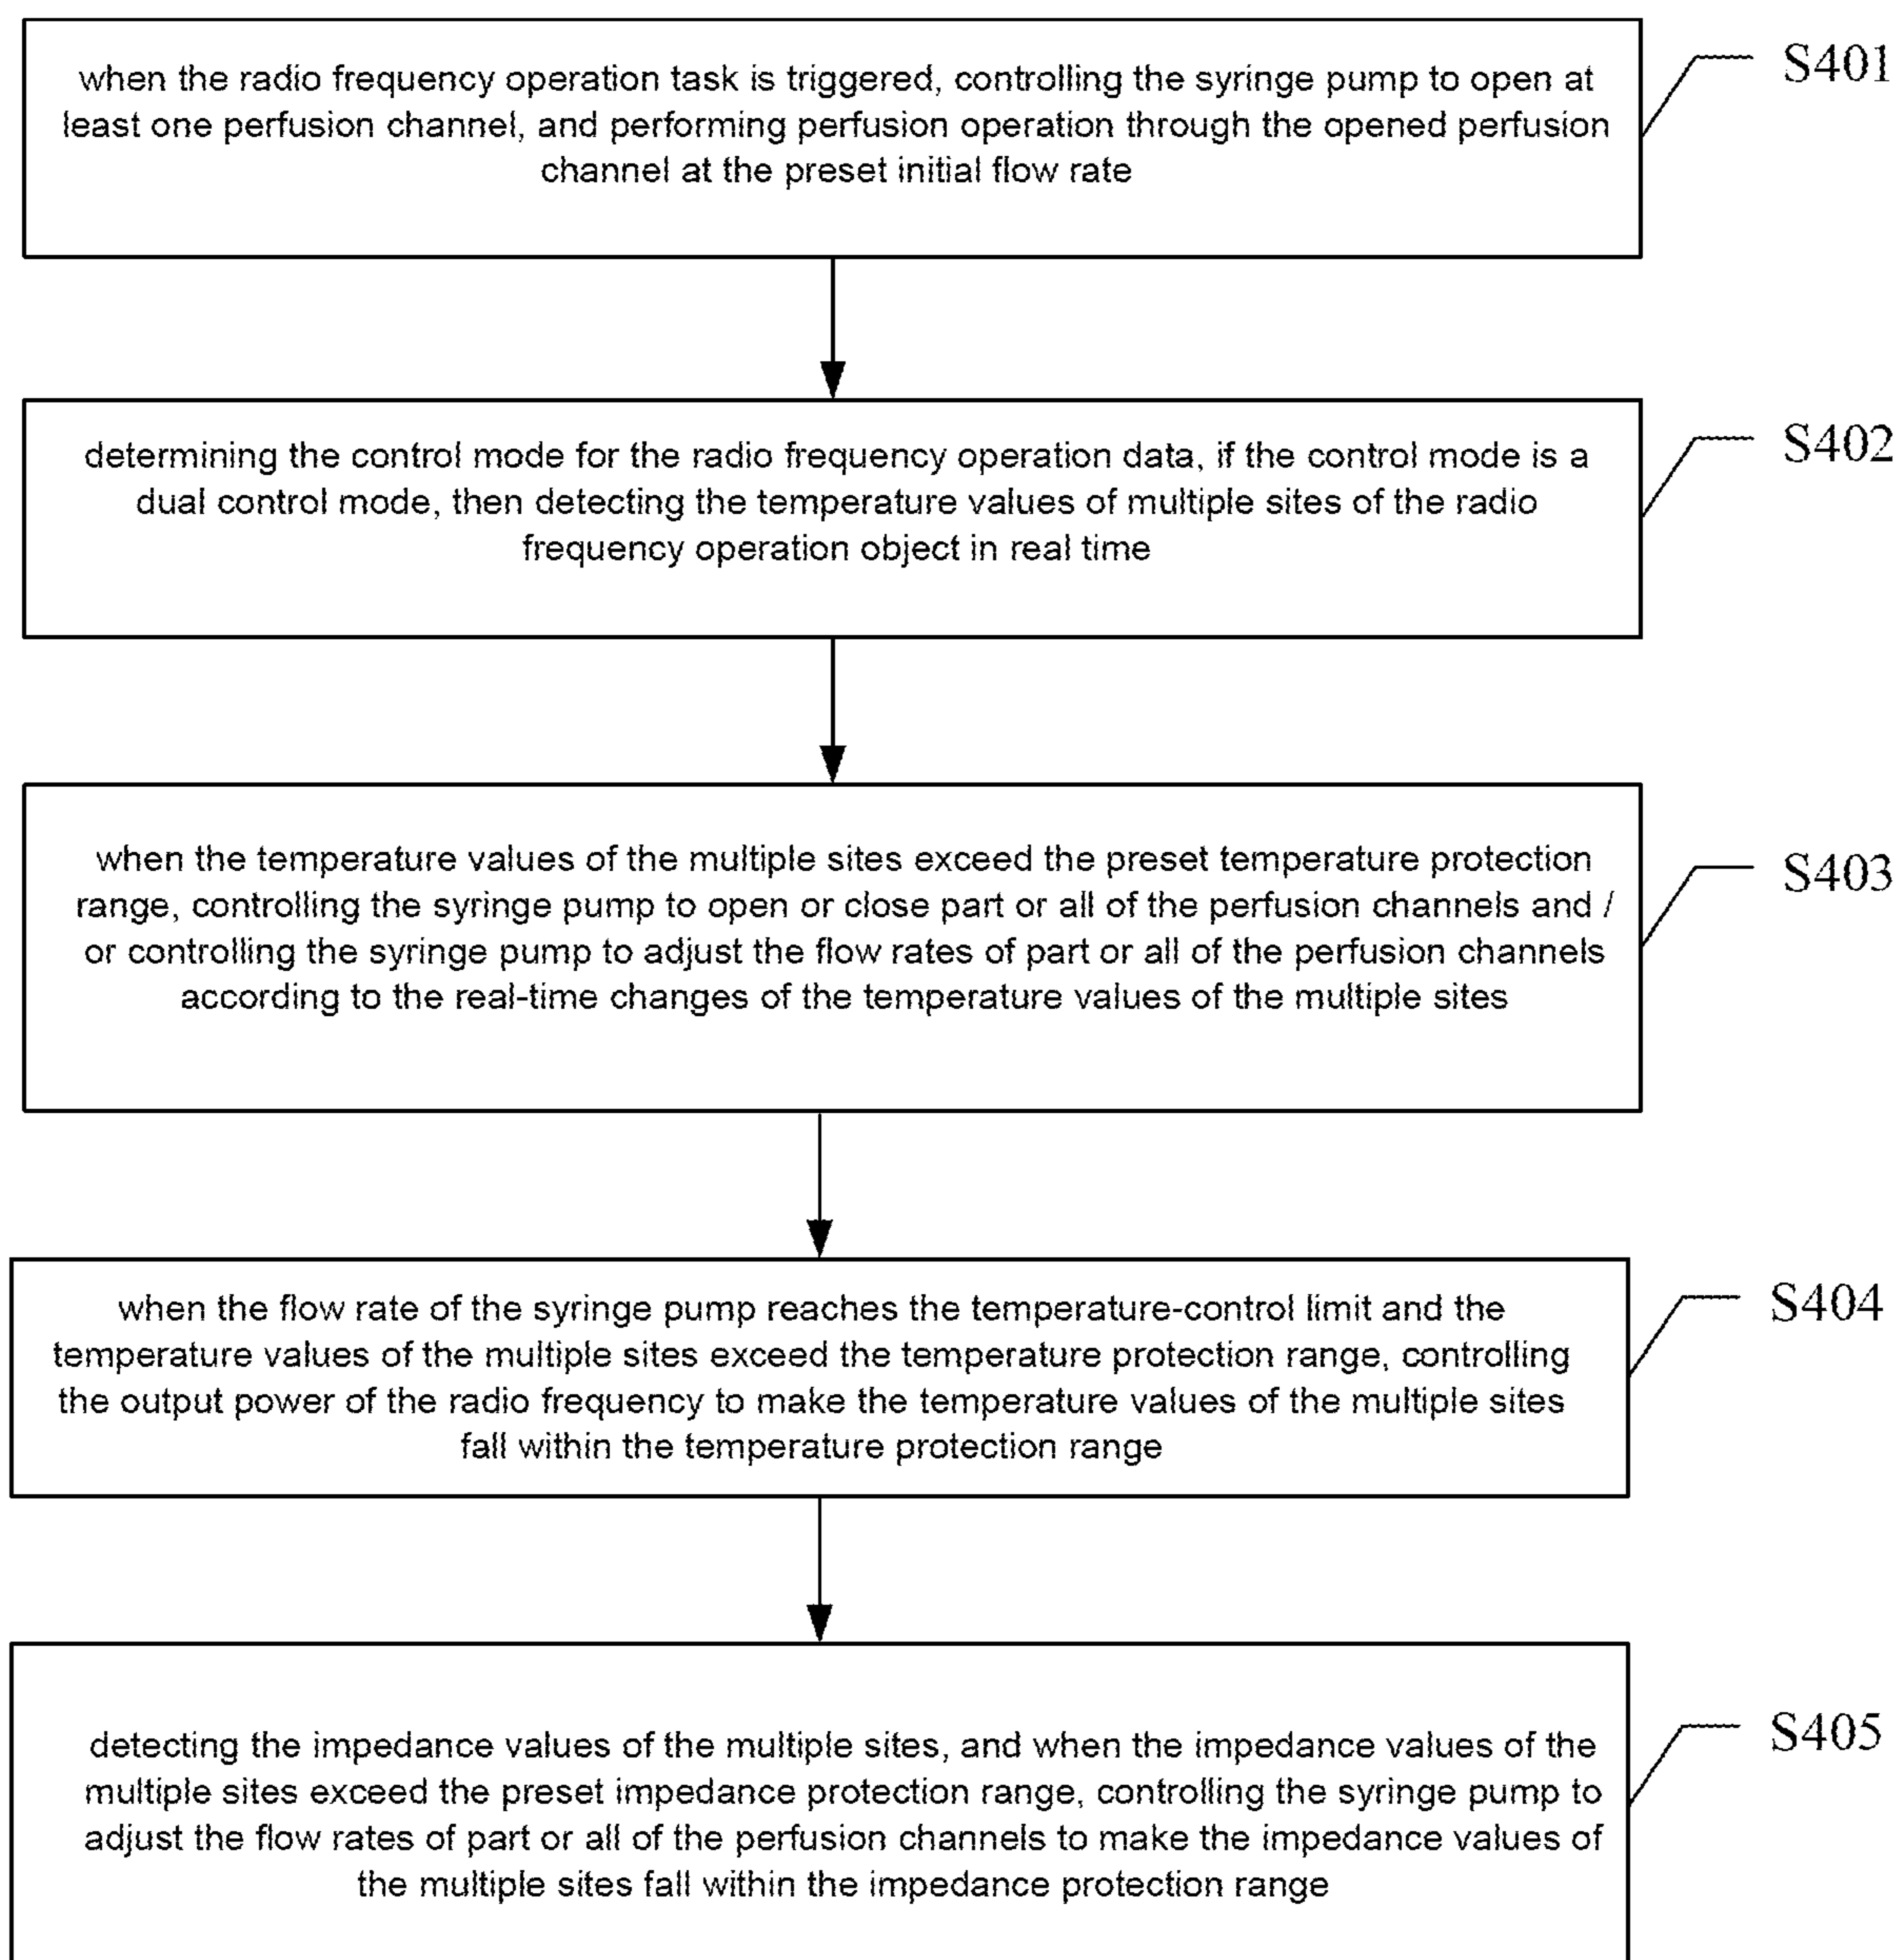 when the radio frequency operation task is triggered, controlling the syringe pump to open at
least one perfusion channel, and performing perfusion operation through the opened perfusion
channel at the preset initial flow rate
S401
determining the control mode for the radio frequency operation data, if the control mode is a
dual control mode, then detecting the temperature values of multiple sites of the radio
frequency operation object in real time
S402
when the temperature values of the multiple sites exceed the preset temperature protection
range, controlling the syringe pump to open or close part or all of the perfusion channels and /
or controlling the syringe pump to adjust the flow rates of part or all of the perfusion channels
according to the real-time changes of the temperature values of the multiple sites
S403
when the flow rate of the syringe pump reaches the temperature-control limit and the
temperature values of the multiple sites exceed the temperature protection range, controlling
the output power of the radio frequency to make the temperature values of the multiple sites
fall within the temperature protection range
S404
detecting the impedance values of the multiple sites, and when the impedance values of the
multiple sites exceed the preset impedance protection range, controlling the syringe pump to
adjust the flow rates of part or all of the perfusion channels to make the impedance values of
the multiple sites fall within the impedance protection range
S405